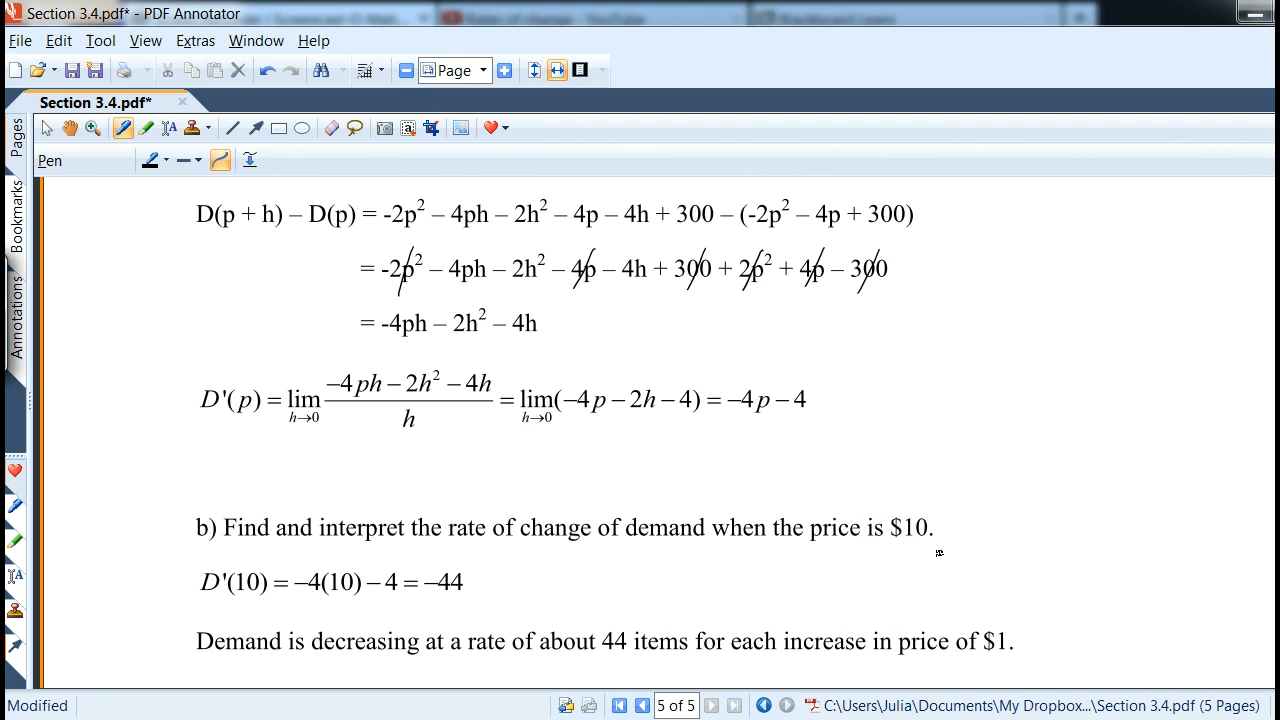 Section 3.4.pdf* - PDF Annotator
File Edit Tool View Extras Window Help
Page
Section 3.4.pdf*
Pen
Pages
Bookmarks
Annotations
D(p + h) – D(p) = -2p² – 4ph – 2h² – 4p – 4h + 300 – (-2p² – 4p + 300)
= -2p² – 4ph – 2h² – 4p – 4h + 300 + 2p² + 4p – 300
= -4ph – 2h² – 4h
D'(p) = lim h→0 (−4ph − 2h² − 4h)/h = lim h→0 (−4p − 2h − 4) = −4p − 4
b) Find and interpret the rate of change of demand when the price is $10.
D'(10) = −4(10) − 4 = −44
Demand is decreasing at a rate of about 44 items for each increase in price of $1.
Modified
5 of 5
C:\Users\Julia\Documents\My Dropbox...\Section 3.4.pdf (5 Pages)